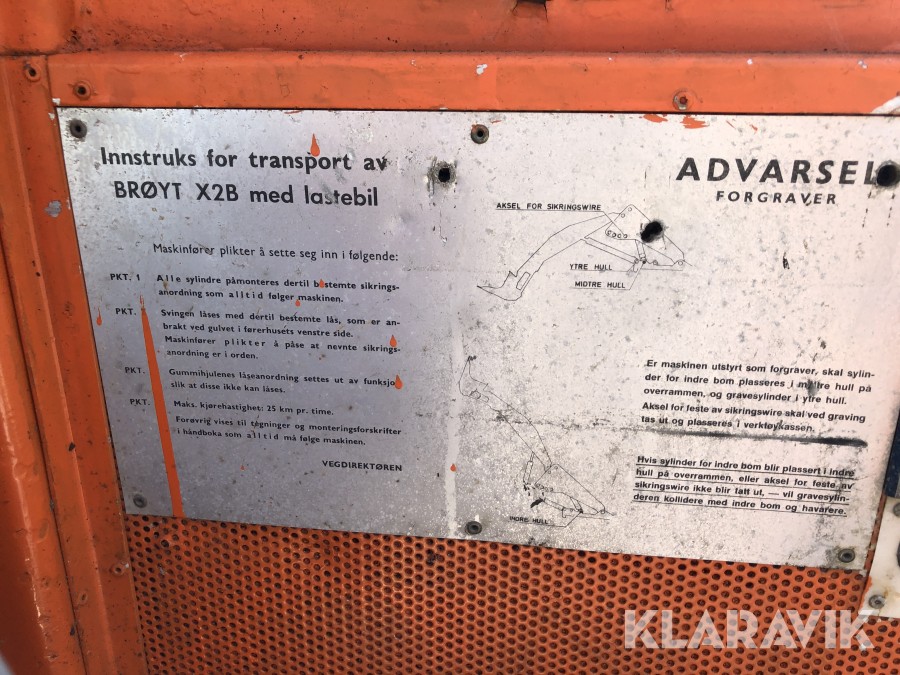 Innstruks for transport av
BRØYT X2B med lastebil
Maskinfører plikter å sette seg inn i følgende:
PKT. 1 Alle sylindre påmonteres dertil bestemte sikrings-
anordning som alltid følger maskinen.
PKT. Svingen låses med dertil bestemte lås, som er an-
brakt ved gulvet i førerhusets venstre side.
Maskinfører plikter å påse at nevnte sikrings-
anordning er i orden.
PKT. Gummihjulenes låseanordning settes ut av funksjo
slik at disse ikke kan låses.
PKT. Maks. kjørehastighet: 25 km pr. time.
Forøvrig vises til tegninger og monteringsforskrifter
i håndboka som alltid må følge maskinen.
VEGDIREKTØREN
ADVARSEL
FORGRAVER
AKSEL FOR SIKRINGSWIRE
YTRE HULL
MIDTRE HULL
Er maskinen utstyrt som forgraver, skal sylin-
der for indre bom plasseres i midtre hull på
overrammen, og gravesylinder i ytre hull.
Aksel for feste av sikringswire skal ved graving
tas ut og plasseres i verktøykassen.
Hvis sylinder for indre bom blir plassert i indre
hull på overrammen, eller aksel for feste av
sikringswire ikke blir tatt ut, — vil gravesylin-
deren kollidere med indre bom og havarere.
INDRE HULL
KLARAVIK